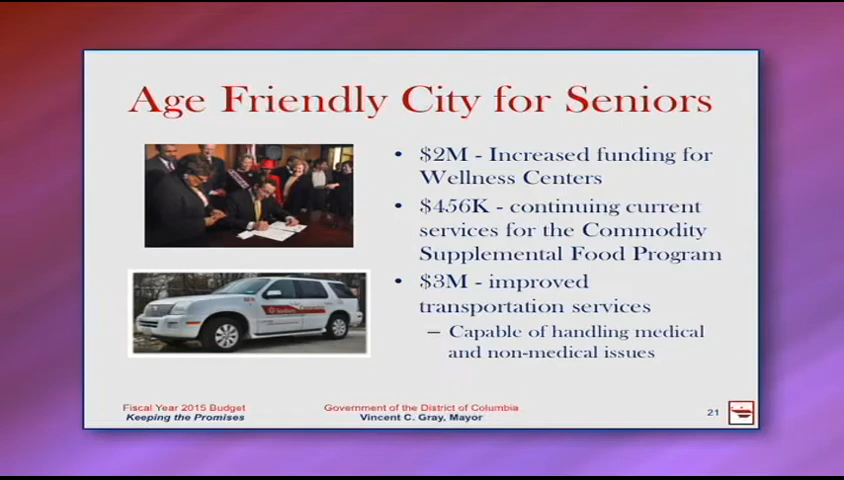 Age Friendly City for Seniors
• $2M - Increased funding for
Wellness Centers
• $456K - continuing current
services for the Commodity
Supplemental Food Program
• $3M - improved
transportation services
– Capable of handling medical
and non-medical issues
Fiscal Year 2015 Budget
Keeping the Promises
Government of the District of Columbia
Vincent C. Gray, Mayor
21